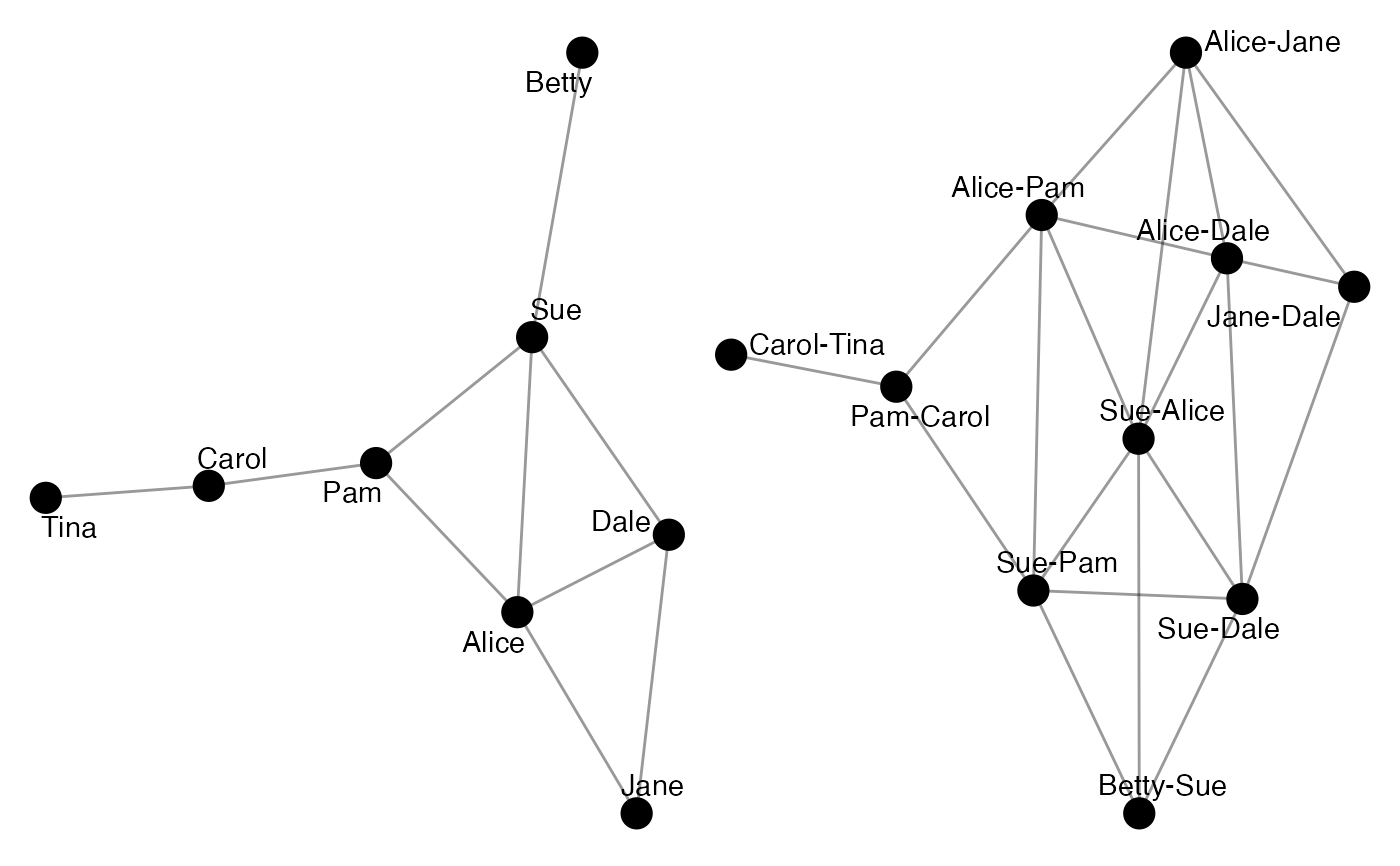 Betty
Sue
Carol
Pam
Tina
Dale
Alice
Jane
Alice-Jane
Alice-Pam
Alice-Dale
Jane-Dale
Carol-Tina
Pam-Carol
Sue-Alice
Sue-Pam
Sue-Dale
Betty-Sue